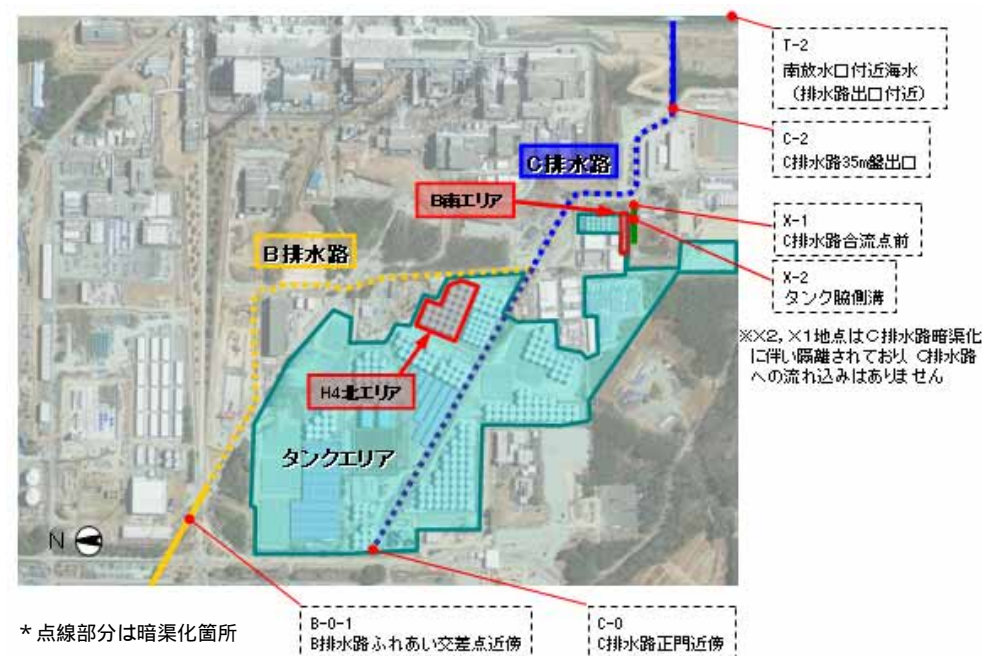 T-2
南放水口付近海水
（排水路出口付近）
C-2
C排水路35m盤出口
C排水路
B南エリア
X-1
C排水路合流点前
B排水路
X-2
タンク脇側溝
※X2，X1地点はC排水路暗渠化
に伴い隔離されており、C排水路
への流れ込みはありません
H4北エリア
タンクエリア
N
B-0-1
B排水路ふれあい交差点近傍
C-0
C排水路正門近傍
*点線部分は暗渠化箇所